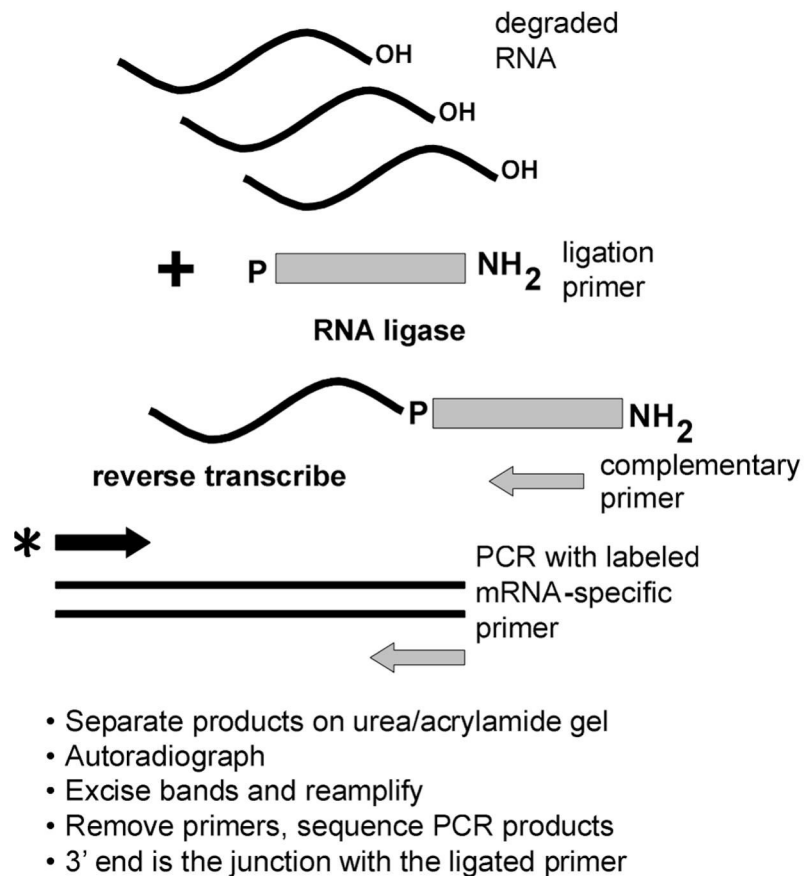 degraded
RNA
OH
OH
OH
+
P
NH2
ligation
primer
RNA ligase
P
NH2
reverse transcribe
complementary
primer
*
PCR with labeled
mRNA-specific
primer
• Separate products on urea/acrylamide gel
• Autoradiograph
• Excise bands and reamplify
• Remove primers, sequence PCR products
• 3’ end is the junction with the ligated primer